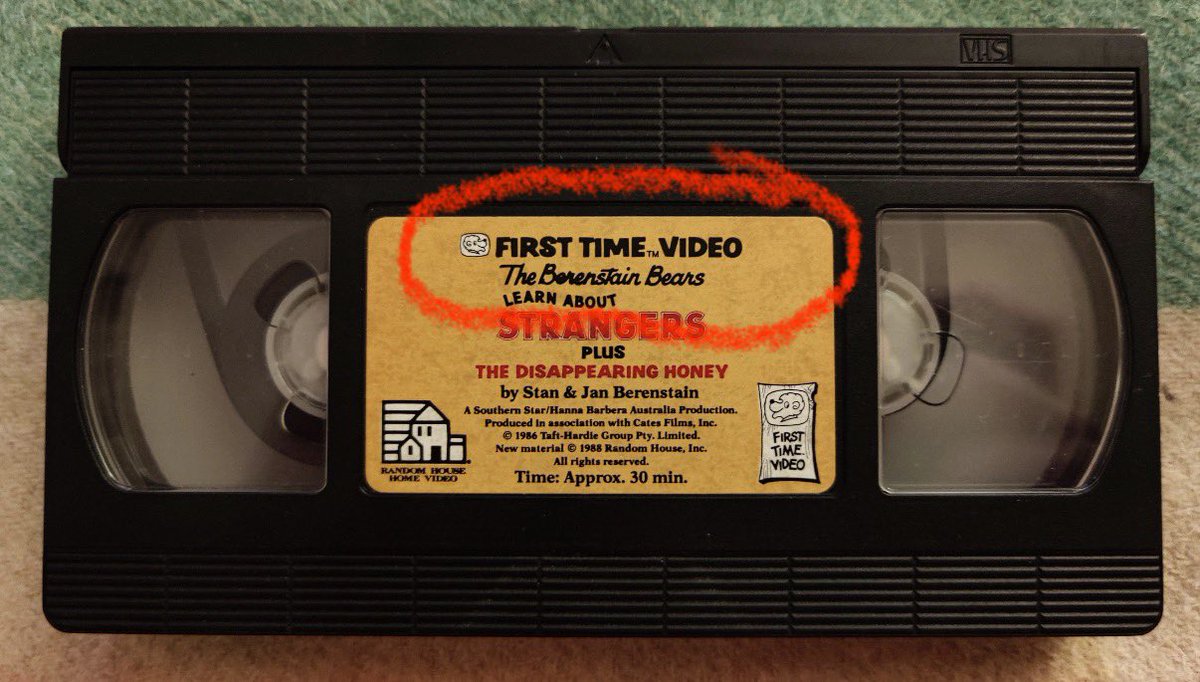 VHS
FIRST TIME™ VIDEO
The Berenstain Bears
LEARN ABOUT
STRANGERS
PLUS
THE DISAPPEARING HONEY
by Stan & Jan Berenstain
A Southern Star/Hanna Barbera Australia Production.
Produced in association with Cates Films, Inc.
© 1986 Taft-Hardie Group Pty. Limited.
New material © 1988 Random House, Inc.
All rights reserved.
Time: Approx. 30 min.
RANDOM HOUSE
HOME VIDEO
FIRST
TIME™
VIDEO